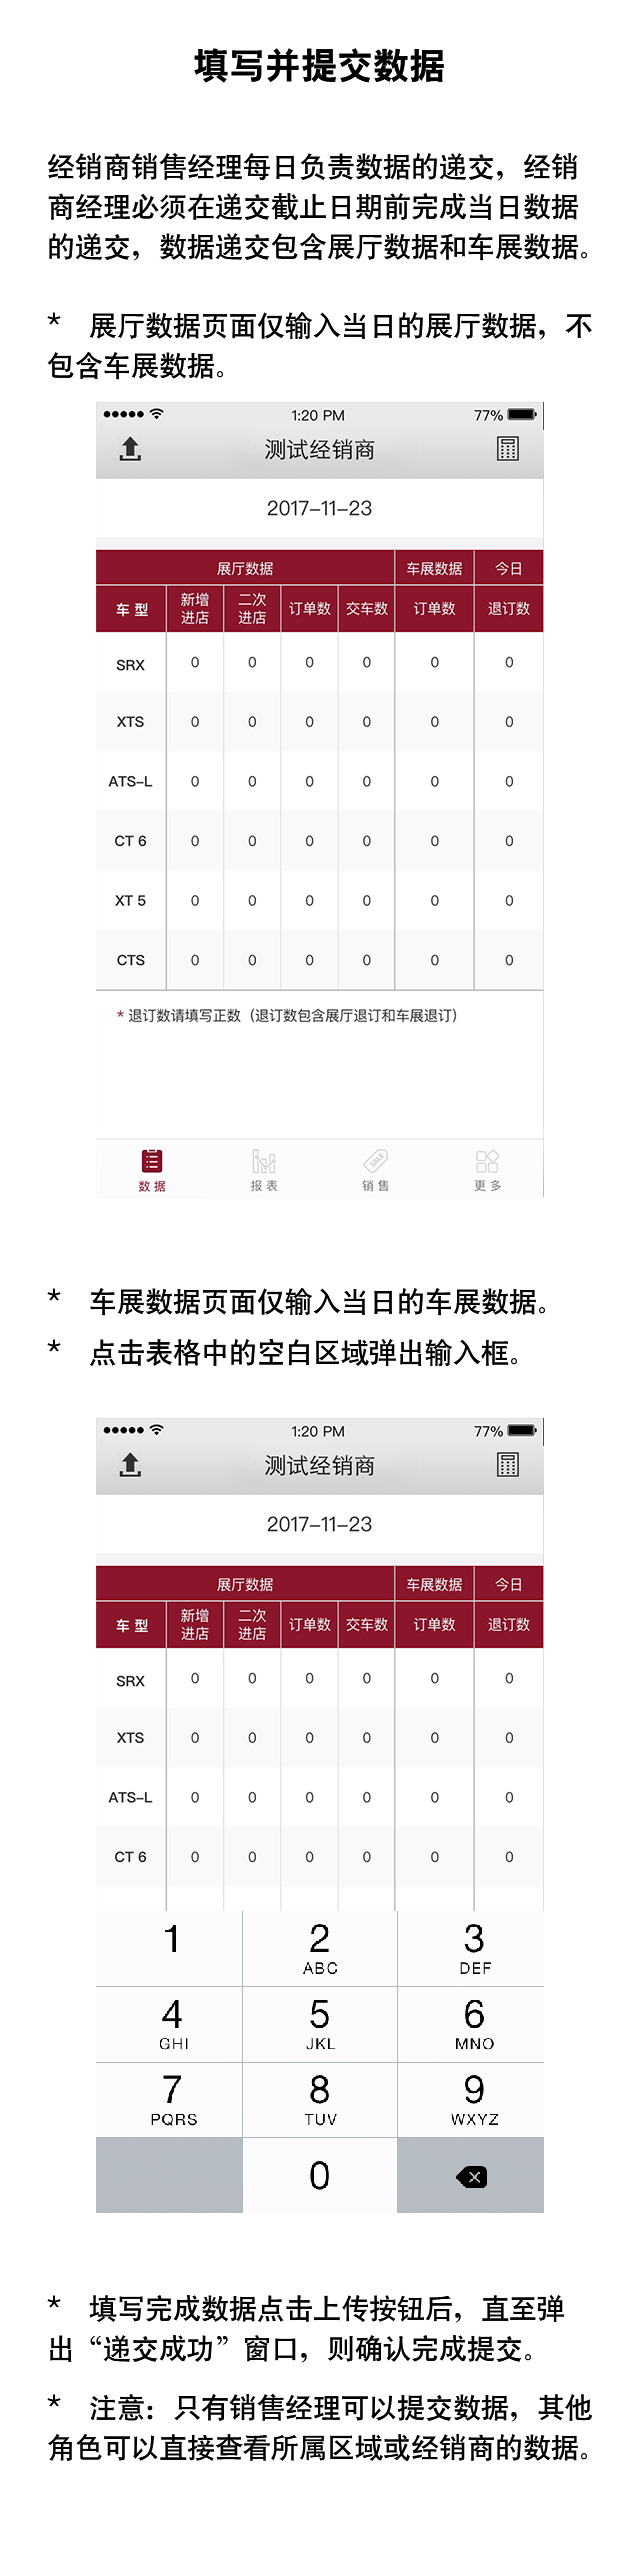 填写并提交数据
经销商销售经理每日负责数据的递交，经销
商经理必须在递交截止日期前完成当日数据
的递交，数据递交包含展厅数据和车展数据。
* 展厅数据页面仅输入当日的展厅数据，不
包含车展数据。
1:20 PM 77%
测试经销商
2017-11-23
展厅数据 车展数据 今日
车 型 新增进店 二次进店 订单数 交车数 订单数 退订数
SRX 0 0 0 0 0 0
XTS 0 0 0 0 0 0
ATS-L 0 0 0 0 0 0
CT 6 0 0 0 0 0 0
XT 5 0 0 0 0 0 0
CTS 0 0 0 0 0 0
* 退订数请填写正数（退订数包含展厅退订和车展退订）
SALE
数 据 报 表 销 售 更 多
* 车展数据页面仅输入当日的车展数据。
* 点击表格中的空白区域弹出输入框。
1:20 PM 77%
测试经销商
2017-11-23
展厅数据 车展数据 今日
车 型 新增进店 二次进店 订单数 交车数 订单数 退订数
SRX 0 0 0 0 0 0
XTS 0 0 0 0 0 0
ATS-L 0 0 0 0 0 0
CT 6 0 0 0 0 0 0
1 2 3
ABC DEF
4 5 6
GHI JKL MNO
7 8 9
PQRS TUV WXYZ
0
* 填写完成数据点击上传按钮后，直至弹
出“递交成功”窗口，则确认完成提交。
* 注意：只有销售经理可以提交数据，其他
角色可以直接查看所属区域或经销商的数据。